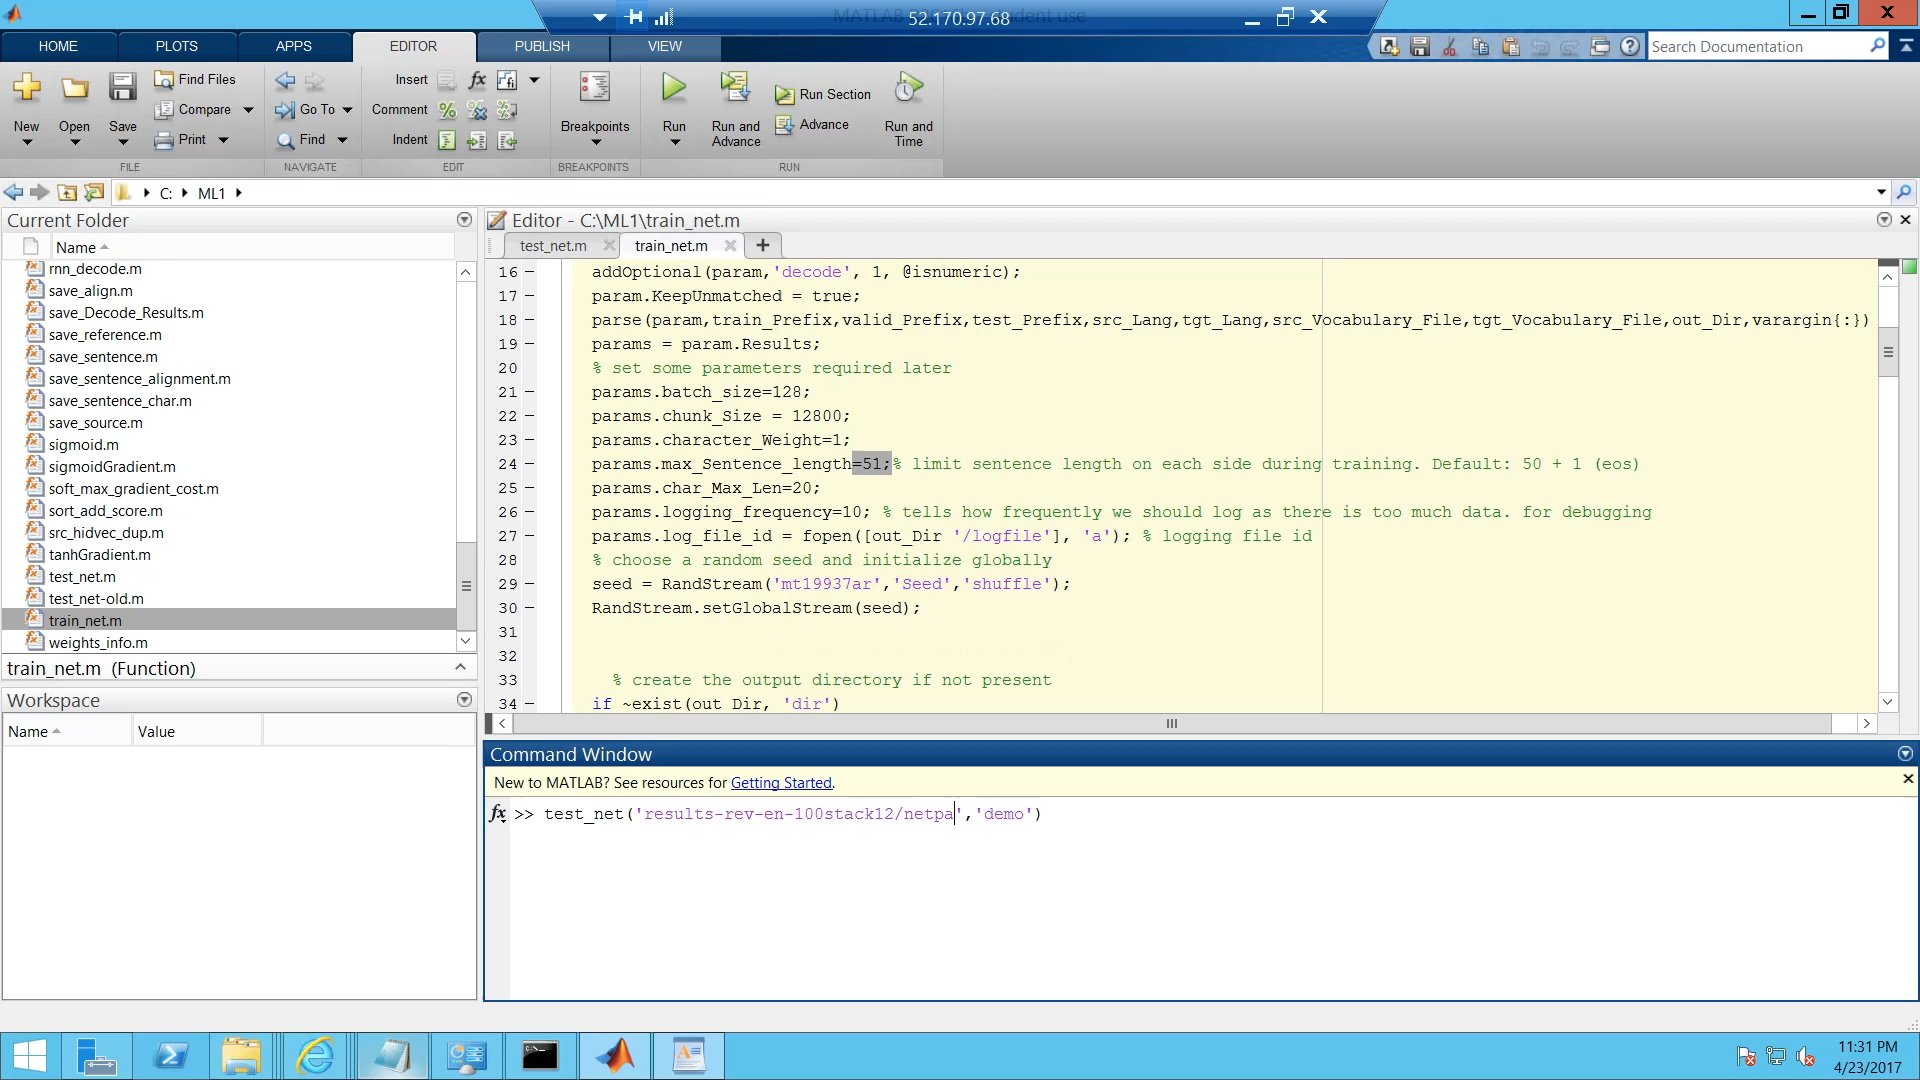 52.170.97.68
HOME PLOTS APPS EDITOR PUBLISH VIEW
Search Documentation
New Open Save
Find Files
Compare
Print
FILE
Go To
Find
NAVIGATE
Insert
Comment
Indent
EDIT
Breakpoints
BREAKPOINTS
Run
Run and Advance
Run Section
Advance
Run and Time
RUN
C: ML1
Current Folder
Name
rnn_decode.m
save_align.m
save_Decode_Results.m
save_reference.m
save_sentence.m
save_sentence_alignment.m
save_sentence_char.m
save_source.m
sigmoid.m
sigmoidGradient.m
soft_max_gradient_cost.m
sort_add_score.m
src_hidvec_dup.m
tanhGradient.m
test_net.m
test_net-old.m
train_net.m
weights_info.m
train_net.m (Function)
Workspace
Name Value
Editor - C:\ML1\train_net.m
test_net.m train_net.m
16 addOptional(param,'decode', 1, @isnumeric);
17 param.KeepUnmatched = true;
18 parse(param,train_Prefix,valid_Prefix,test_Prefix,src_Lang,tgt_Lang,src_Vocabulary_File,tgt_Vocabulary_File,out_Dir,varargin{:})
19 params = param.Results;
20 % set some parameters required later
21 params.batch_size=128;
22 params.chunk_Size = 12800;
23 params.character_Weight=1;
24 params.max_Sentence_length=51;% limit sentence length on each side during training. Default: 50 + 1 (eos)
25 params.char_Max_Len=20;
26 params.logging_frequency=10; % tells how frequently we should log as there is too much data. for debugging
27 params.log_file_id = fopen([out_Dir '/logfile'], 'a'); % logging file id
28 % choose a random seed and initialize globally
29 seed = RandStream('mt19937ar','Seed','shuffle');
30 RandStream.setGlobalStream(seed);
31
32
33 % create the output directory if not present
34 if ~exist(out_Dir, 'dir')
Command Window
New to MATLAB? See resources for Getting Started.
fx >> test_net('results-rev-en-100stack12/netpa','demo')
11:31 PM
4/23/2017